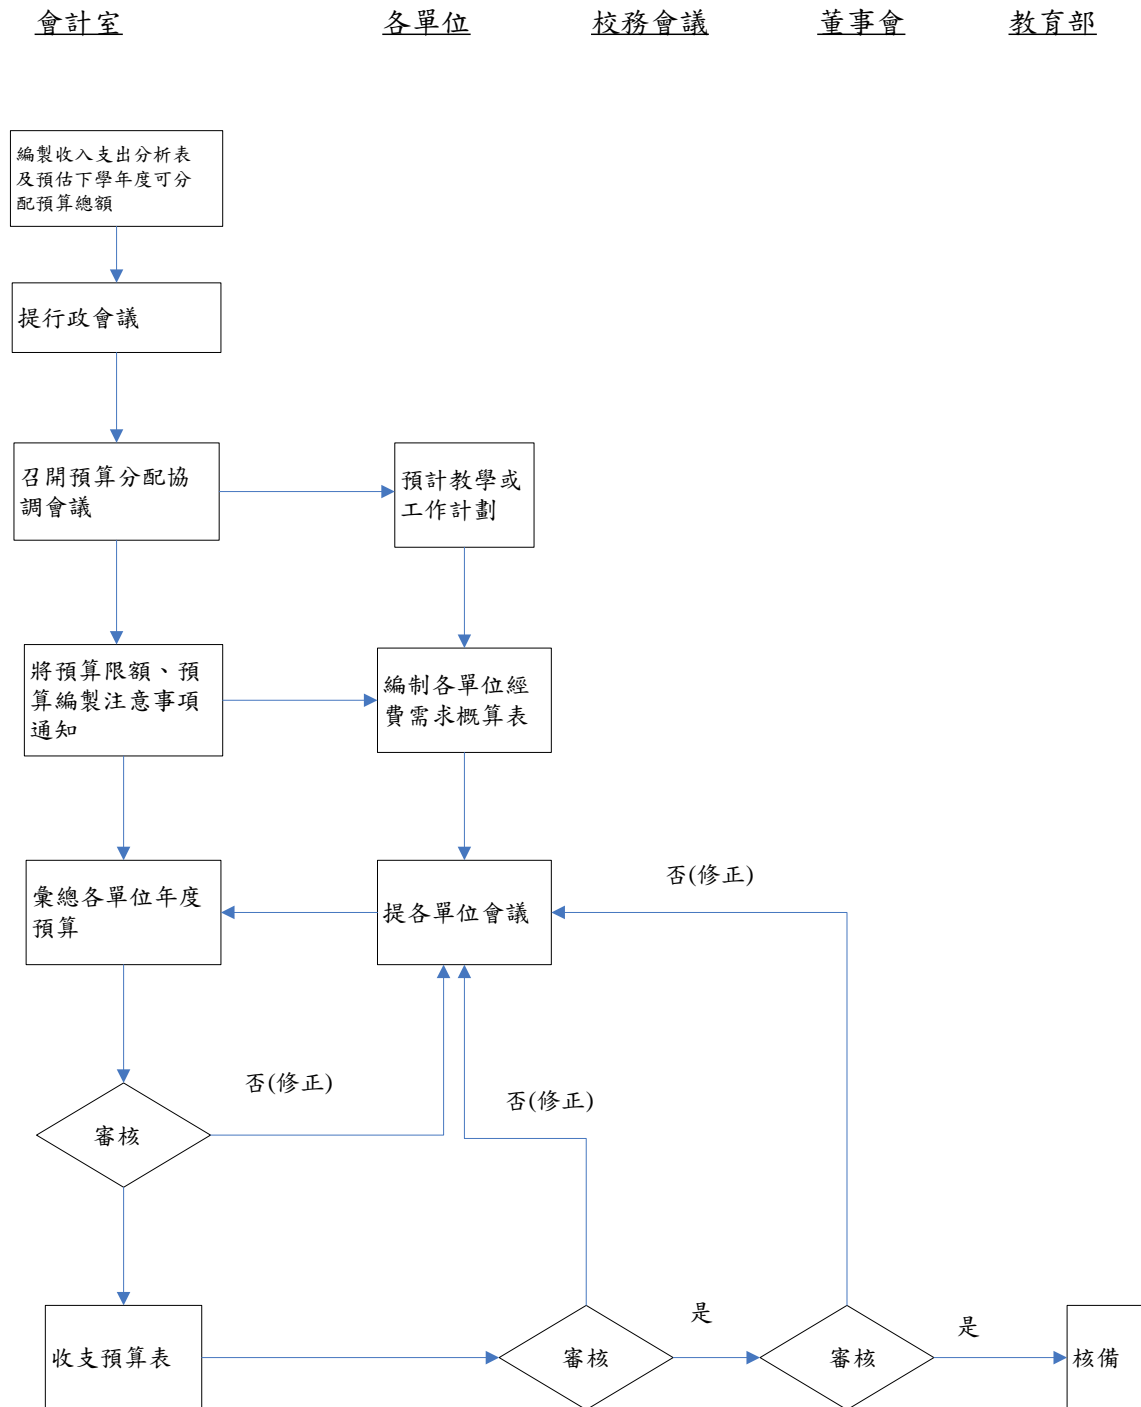 會計室
各單位
校務會議
董事會
教育部
編製收入支出分析表
及預估下學年度可分
配預算總額
提行政會議
召開預算分配協
調會議
預計教學或
工作計劃
將預算限額、預
算編製注意事項
通知
編制各單位經
費需求概算表
彙總各單位年度
預算
提各單位會議
否(修正)
審核
否(修正)
否(修正)
收支預算表
審核
是
審核
是
核備